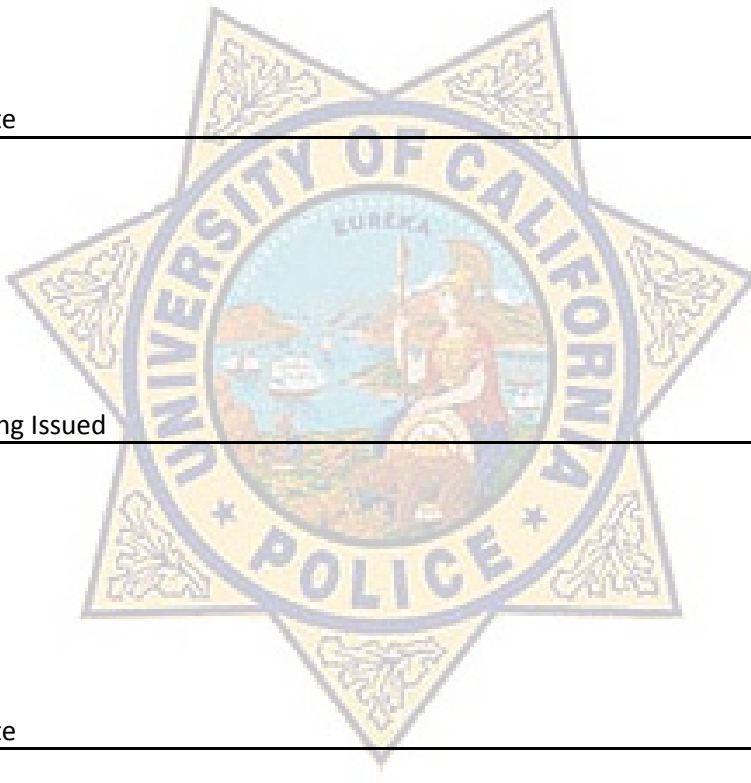 te
UNIVERSITY OF CALIFORNIA
EUREKA
ng Issued
* POLICE *
te